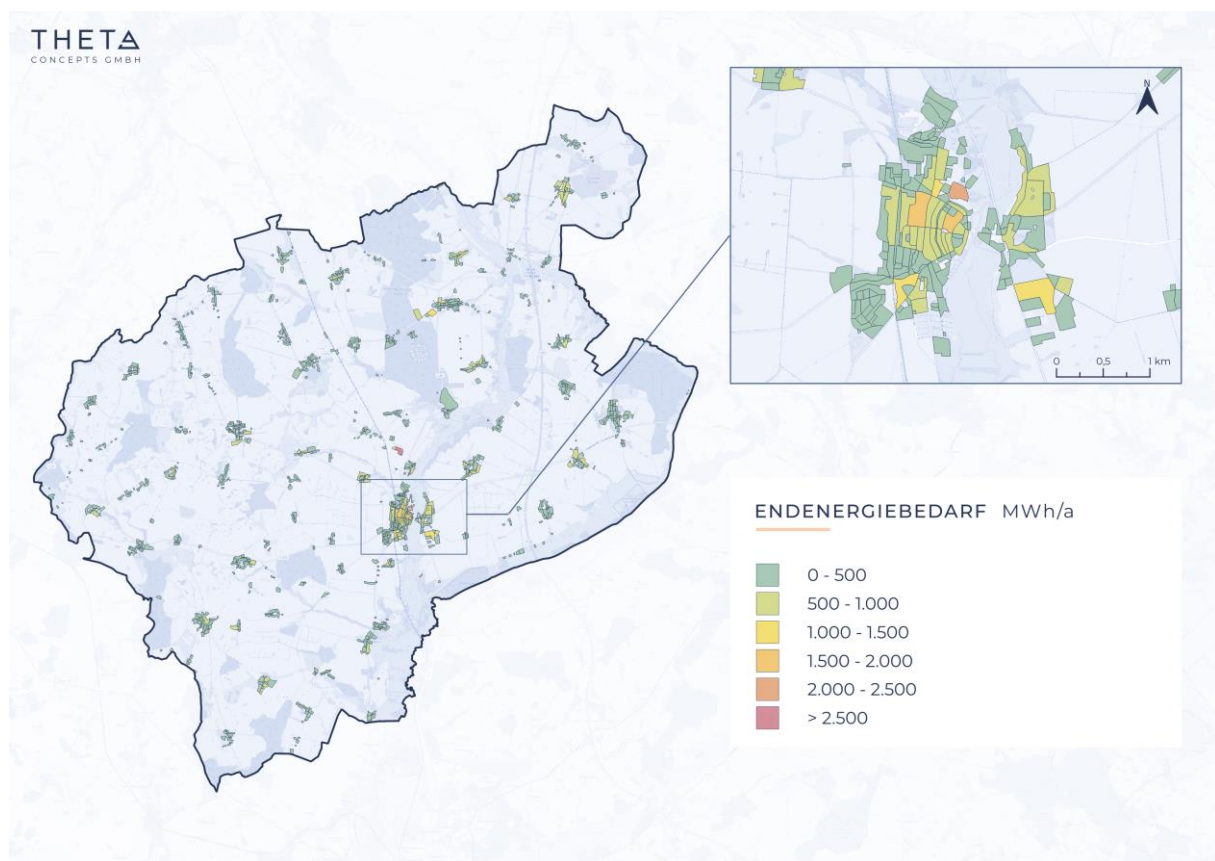 THETA
CONCEPTS GMBH
N
0 0,5 1 km
ENDENERGIEBEDARF MWh/a
0 - 500
500 - 1.000
1.000 - 1.500
1.500 - 2.000
2.000 - 2.500
> 2.500